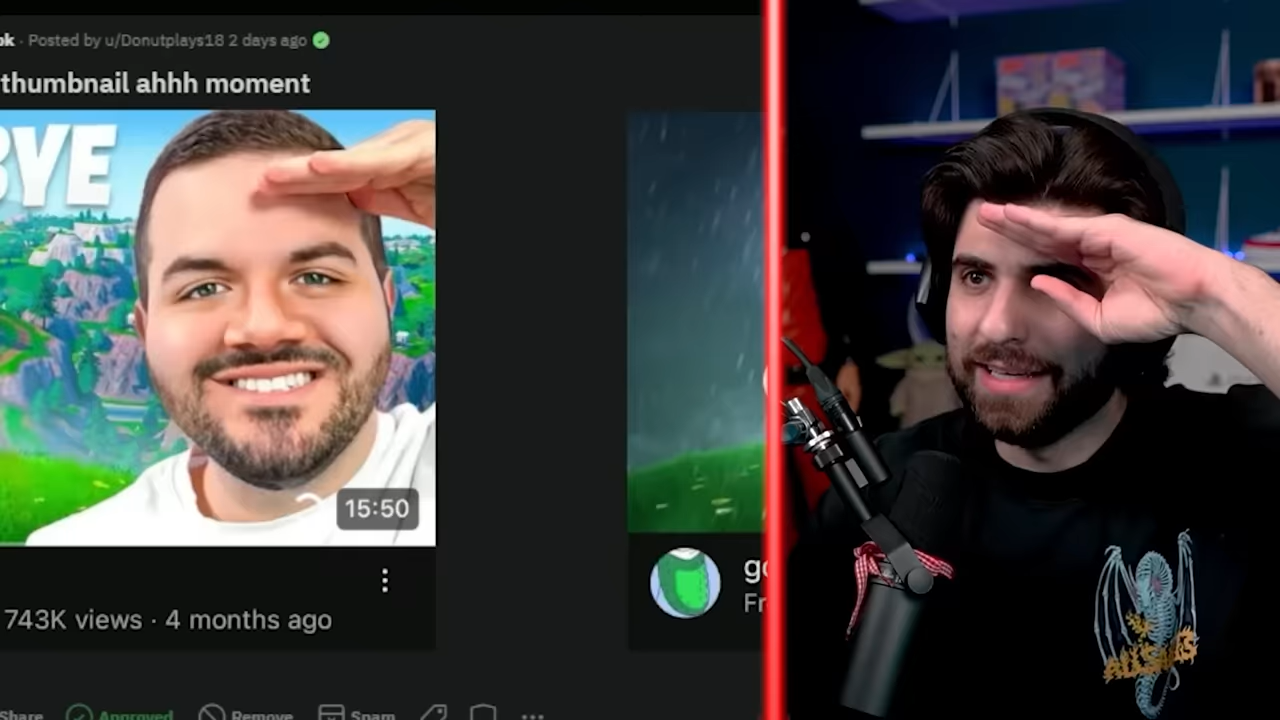 ok · Posted by u/Donutplays18 2 days ago
thumbnail ahhh moment
BYE
15:50
743K views · 4 months ago
Share
Approved
Remove
Spam